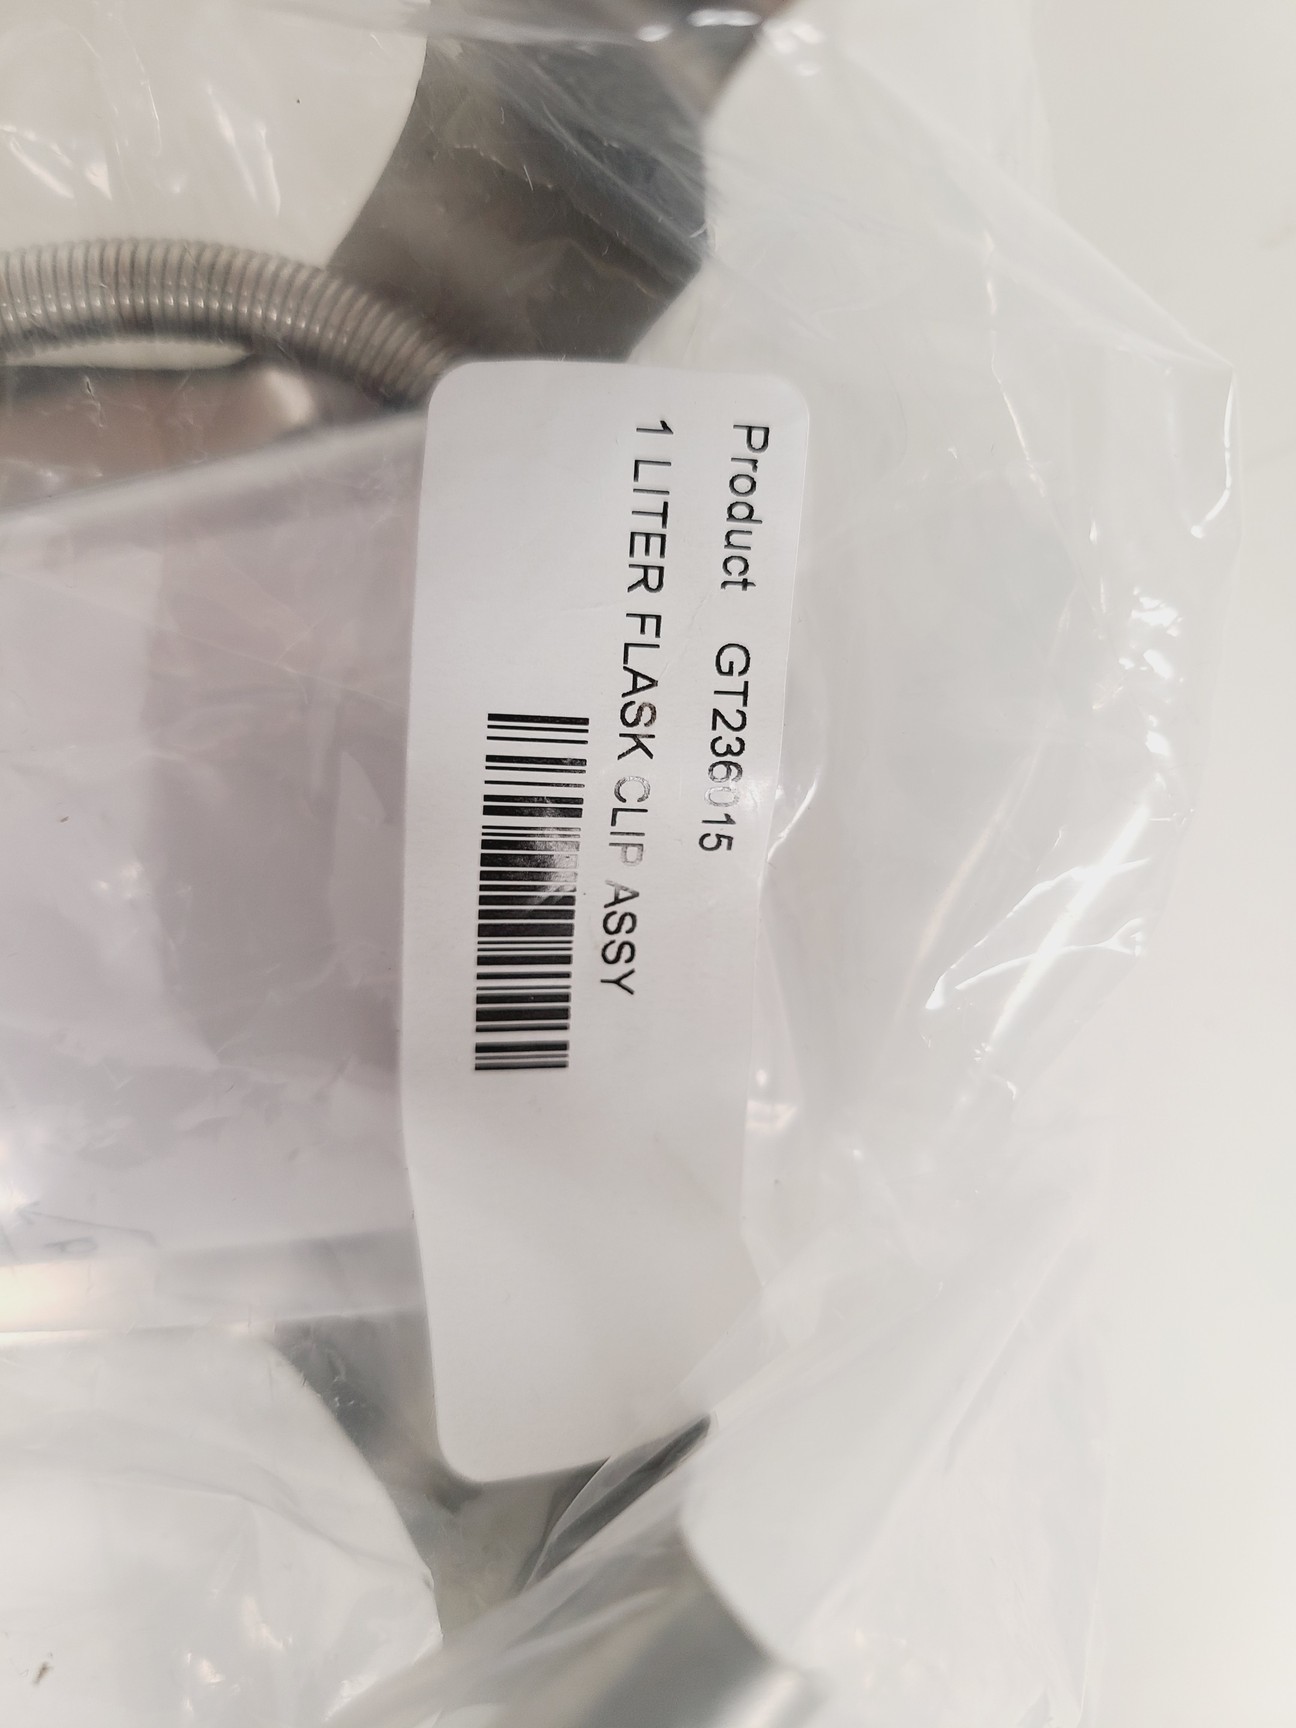 Product GT236015
1 LITER FLASK CLIP ASSY